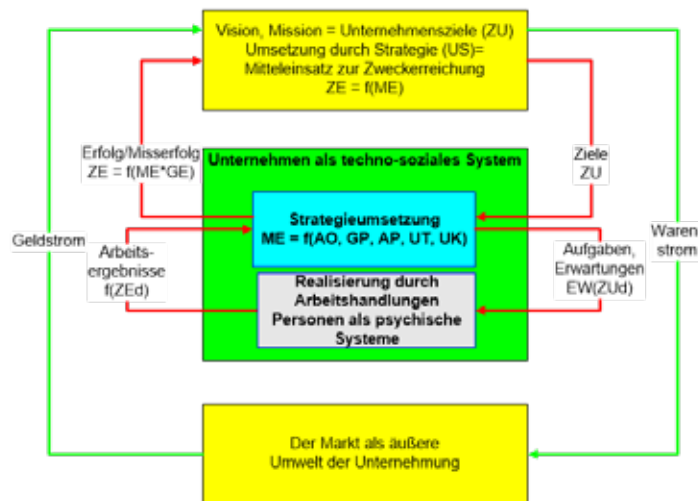 Vision, Mission = Unternehmensziele (ZU)
Umsetzung durch Strategie (US)=
Mitteleinsatz zur Zweckerreichung
ZE = f(ME)
Erfolg/Misserfolg
ZE = f(ME*GE)
Unternehmen als techno-soziales System
Ziele
ZU
Strategieumsetzung
ME = f(AO, GP, AP, UT, UK)
Geldstrom
Waren
strom
Arbeits-
ergebnisse
f(ZEd)
Aufgaben,
Erwartungen
EW(ZUd)
Realisierung durch
Arbeitshandlungen
Personen als psychische
Systeme
Der Markt als äußere
Umwelt der Unternehmung